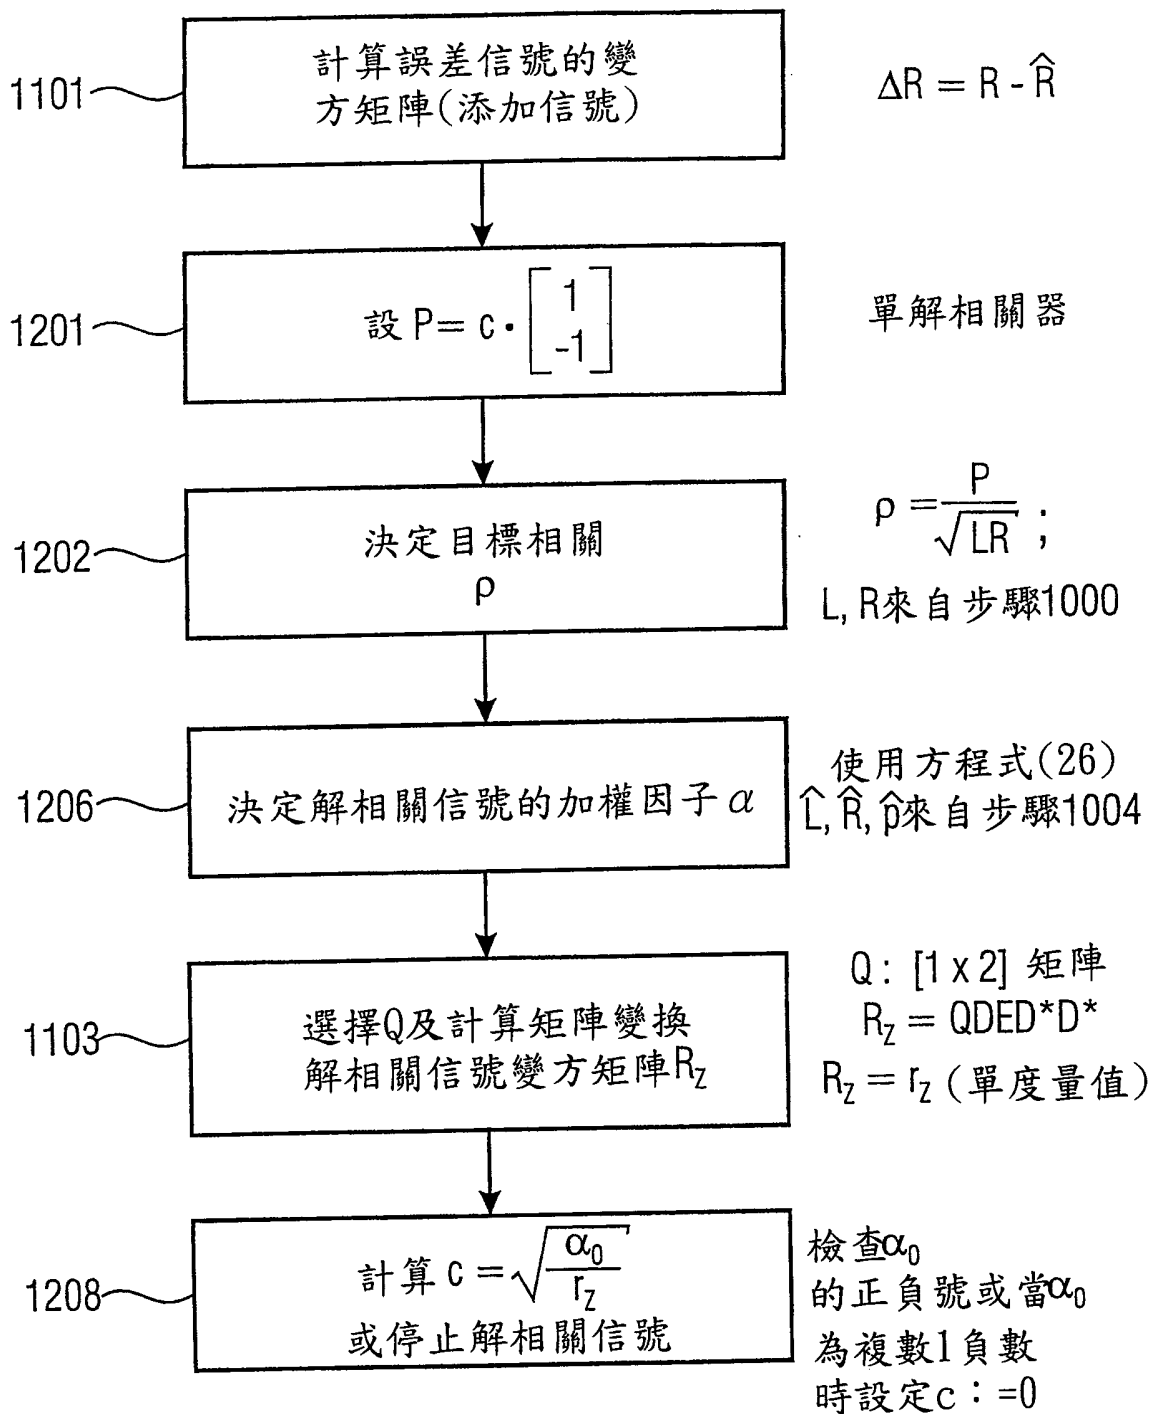 1101
計算誤差信號的變
方矩陣(添加信號)
ΔR = R - R̂
1201
設 P = c · [1 -1]
單解相關器
1202
決定目標相關
ρ
ρ = P/√LR ;
L, R來自步驟1000
1206
決定解相關信號的加權因子 α
使用方程式(26)
L̂, R̂, p̂來自步驟1004
1103
選擇Q及計算矩陣變換
解相關信號變方矩陣Rz
Q: [1 x 2] 矩陣
Rz = QDED*D*
Rz = rz (單度量值)
1208
計算 c = √α₀/rz
或停止解相關信號
檢查α₀
的正負號或當α₀
為複數1負數
時設定c：=0